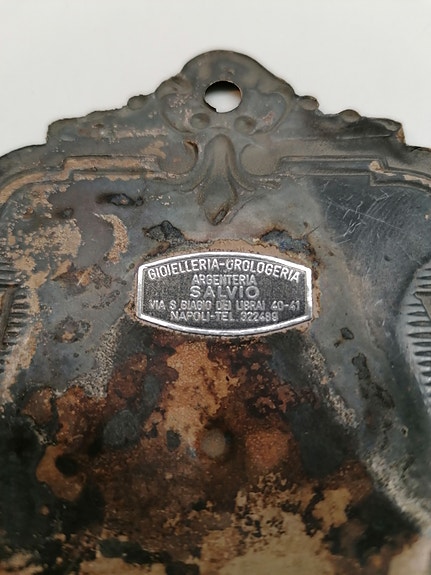 GIOIELLERIA-OROLOGERIA
ARGENTERIA
SALVIO
VIA S. BIAGIO DEI LIBRAI 40-41
NAPOLI-TEL. 322489